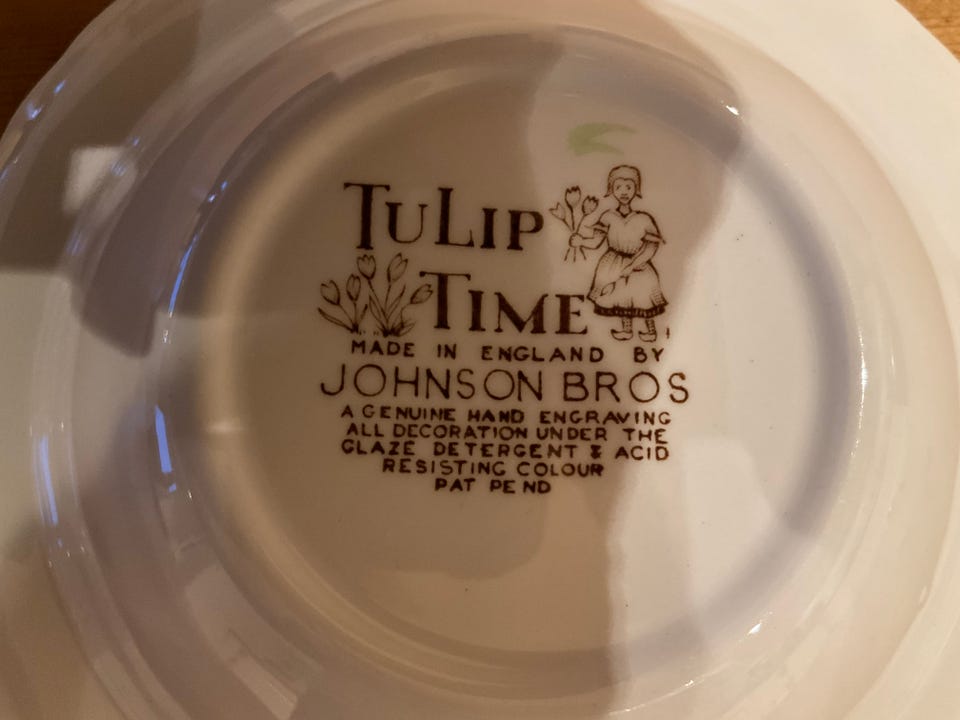 TULIP
TIME
MADE IN ENGLAND BY
JOHNSON BROS
A GENUINE HAND ENGRAVING
ALL DECORATION UNDER THE
GLAZE DETERGENT & ACID
RESISTING COLOUR
PAT PEND